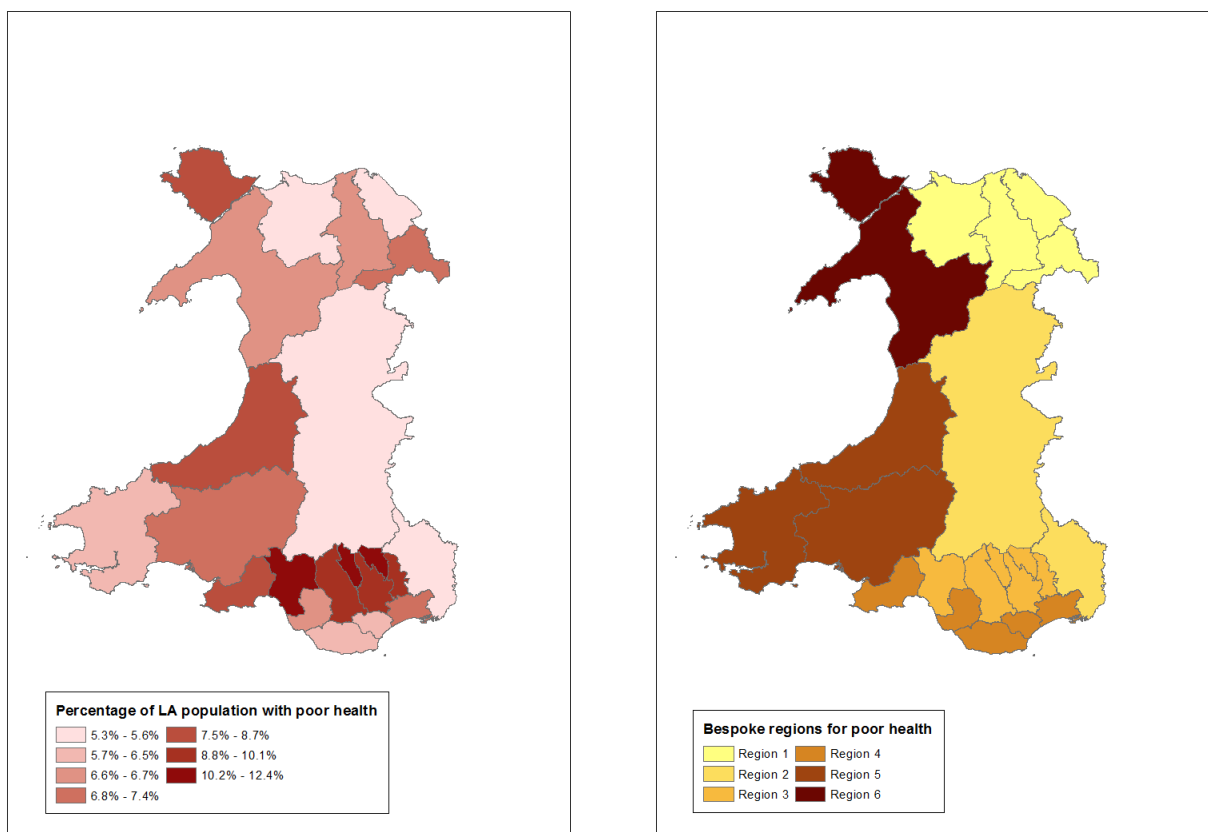 Percentage of LA population with poor health
5.3% - 5.6%
5.7% - 6.5%
6.6% - 6.7%
6.8% - 7.4%
7.5% - 8.7%
8.8% - 10.1%
10.2% - 12.4%
Bespoke regions for poor health
Region 1
Region 2
Region 3
Region 4
Region 5
Region 6